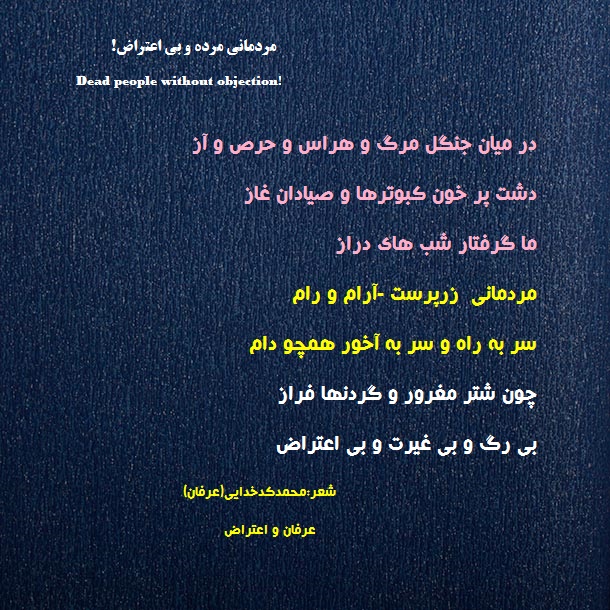 مردمانی مرده و بی اعتراض!
Dead people without objection!
در میان جنگل مرگ و هراس و حرص و آز
دشت پر خون کبوترها و صیادان غاز
ما گرفتار شب های دراز
مردمانی زرپرست -آرام و رام
سر به راه و سر به آخور همچو دام
چون شتر مغرور و گردنها فراز
بی رگ و بی غیرت و بی اعتراض
شعر:محمدکدخدایی(عرفان)
عرفان و اعتراض